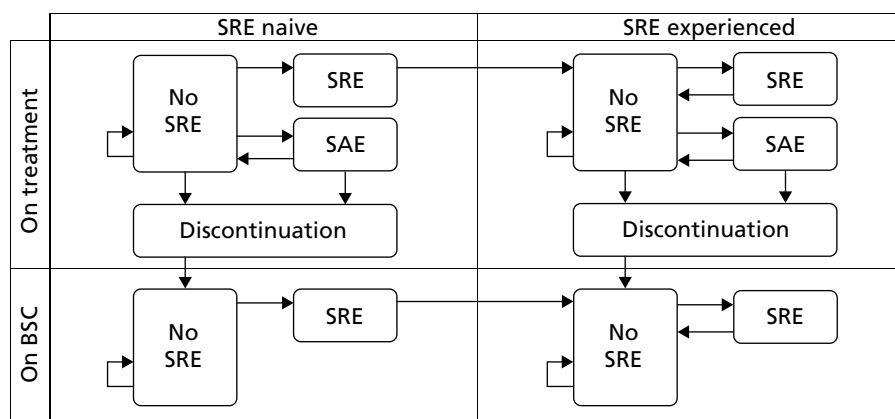 SRE naive
SRE experienced
On treatment
No
SRE
SRE
SAE
Discontinuation
No
SRE
SRE
SAE
Discontinuation
On BSC
No
SRE
SRE
No
SRE
SRE